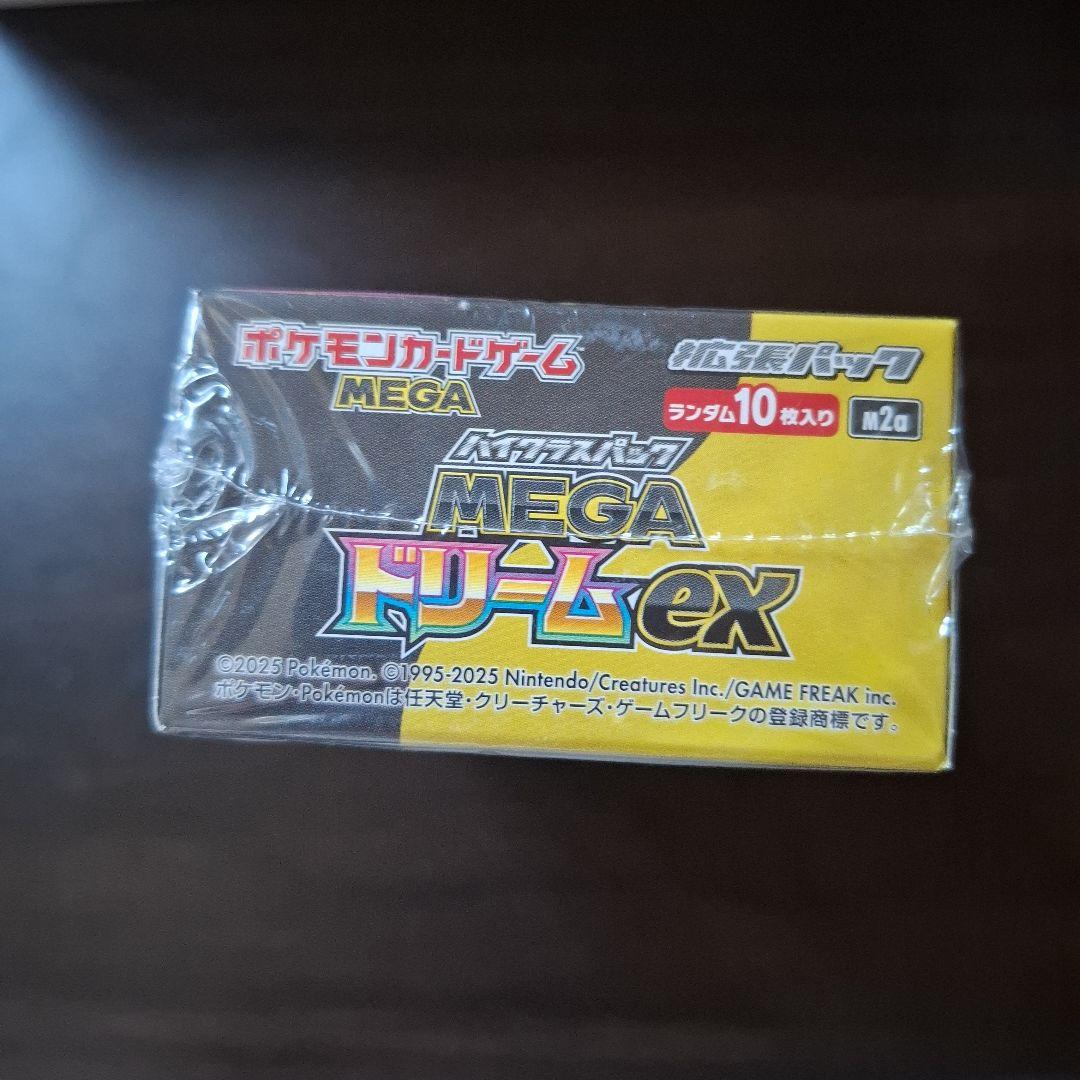 ポケモンカードゲーム
MEGA
拡張パック
ランダム10枚入り
M2a
ハイクラスパック
MEGA
ドリームex
©2025 Pokémon. ©1995-2025 Nintendo/Creatures Inc./GAME FREAK inc.
ポケモン・Pokémonは任天堂・クリーチャーズ・ゲームフリークの登録商標です。